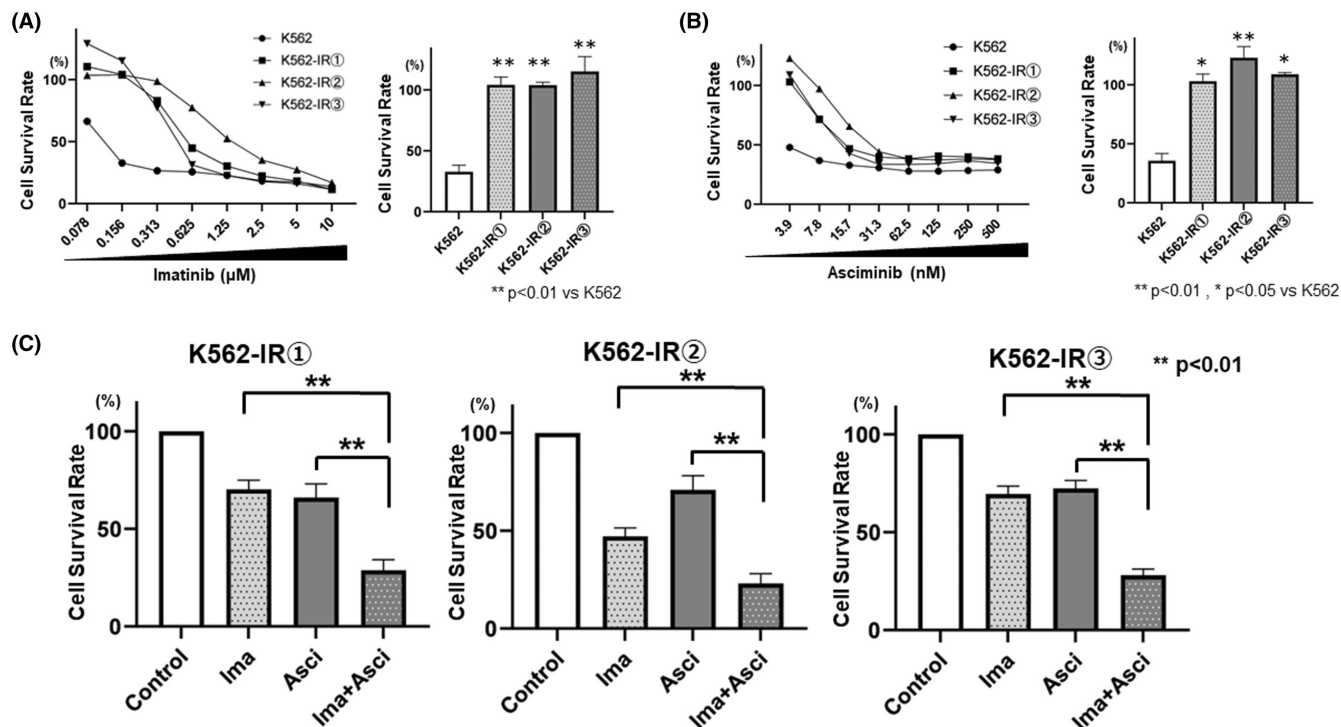 (A)
(%)
100
50
0
Cell Survival Rate
K562
K562-IR①
K562-IR②
K562-IR③
0.078
0.156
0.313
0.625
1.25
2.5
5
10
Imatinib (μM)
(%)
200
150
100
50
0
Cell Survival Rate
**
**
**
K562
K562-IR①
K562-IR②
K562-IR③
** p<0.01 vs K562
(B)
(%)
100
50
0
Cell Survival Rate
K562
K562-IR①
K562-IR②
K562-IR③
3.9
7.8
15.7
31.3
62.5
125
250
500
Asciminib (nM)
(%)
150
100
50
0
Cell Survival Rate
*
**
*
K562
K562-IR①
K562-IR②
K562-IR③
** p<0.01 , * p<0.05 vs K562
(C)
K562-IR①
(%)
100
50
0
Cell Survival Rate
**
**
Control
Ima
Asci
Ima+Asci
K562-IR②
(%)
100
50
0
Cell Survival Rate
**
**
Control
Ima
Asci
Ima+Asci
K562-IR③
** p<0.01
(%)
100
50
0
Cell Survival Rate
**
**
Control
Ima
Asci
Ima+Asci